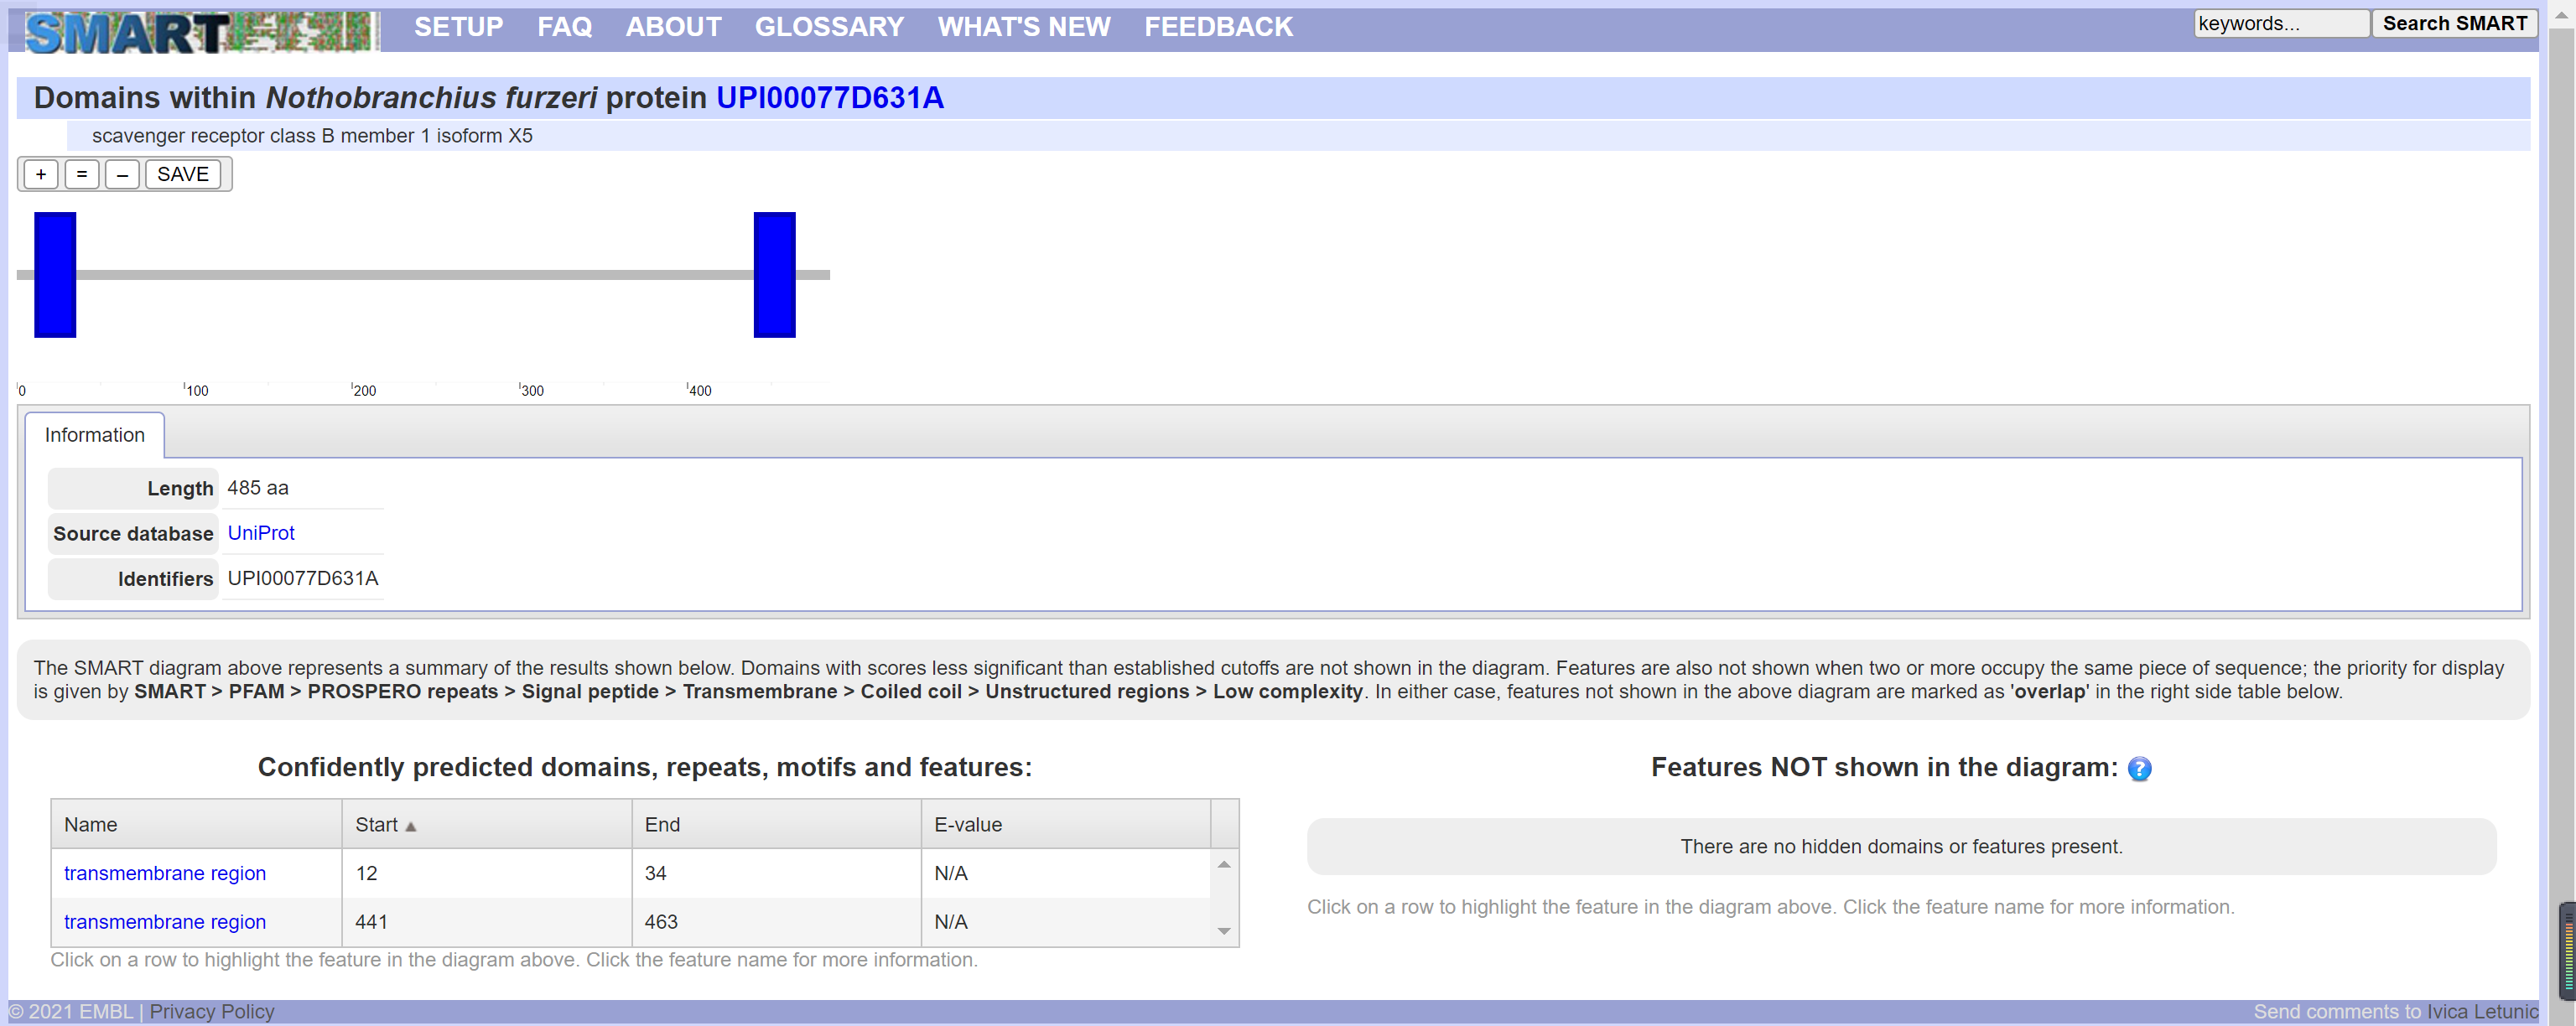 SMART SETUP FAQ ABOUT GLOSSARY WHAT'S NEW FEEDBACK keywords... Search SMART
Domains within Nothobranchius furzeri protein UPI00077D631A
scavenger receptor class B member 1 isoform X5
+ = – SAVE
0 100 200 300 400
Information
Length 485 aa
Source database UniProt
Identifiers UPI00077D631A
The SMART diagram above represents a summary of the results shown below. Domains with scores less significant than established cutoffs are not shown in the diagram. Features are also not shown when two or more occupy the same piece of sequence; the priority for display
is given by SMART > PFAM > PROSPERO repeats > Signal peptide > Transmembrane > Coiled coil > Unstructured regions > Low complexity. In either case, features not shown in the above diagram are marked as 'overlap' in the right side table below.
Confidently predicted domains, repeats, motifs and features:
Name Start End E-value
transmembrane region 12 34 N/A
transmembrane region 441 463 N/A
Click on a row to highlight the feature in the diagram above. Click the feature name for more information.
Features NOT shown in the diagram: ?
There are no hidden domains or features present.
Click on a row to highlight the feature in the diagram above. Click the feature name for more information.
© 2021 EMBL | Privacy Policy Send comments to Ivica Letunic